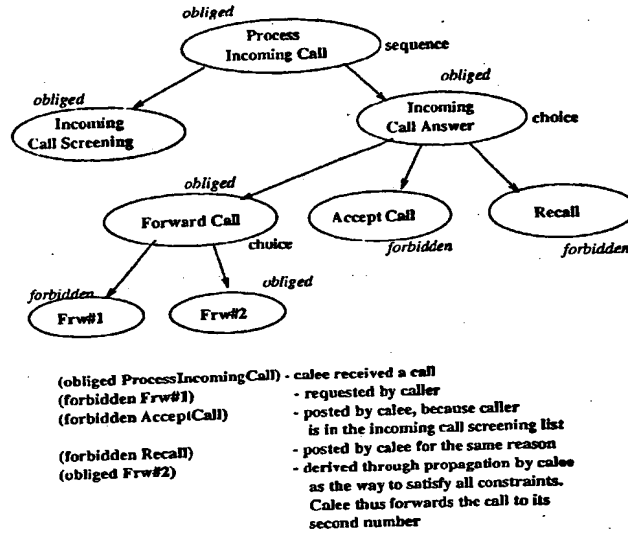 obliged
Process
Incoming Call
sequence
obliged
obliged
Incoming
Call Screening
Incoming
Call Answer
choice
obliged
Forward Call
choice
Accept Call
forbidden
Recall
forbidden
forbidden
Frw#1
obliged
Frw#2
(obliged ProcessIncomingCall) - calee received a call
(forbidden Frw#1) - requested by caller
(forbidden AcceptCall) - posted by calee, because caller
is in the incoming call screening list
(forbidden Recall) - posted by calee for the same reason
(obliged Frw#2) - derived through propagation by calee
as the way to satisfy all constraints.
Calee thus forwards the call to its
second number